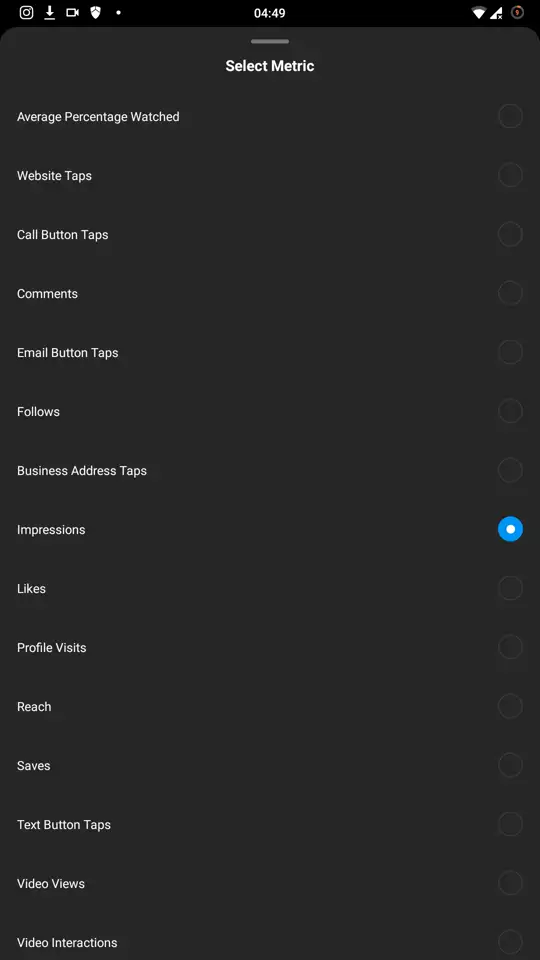 04:49
Select Metric
Average Percentage Watched
Website Taps
Call Button Taps
Comments
Email Button Taps
Follows
Business Address Taps
Impressions
Likes
Profile Visits
Reach
Saves
Text Button Taps
Video Views
Video Interactions